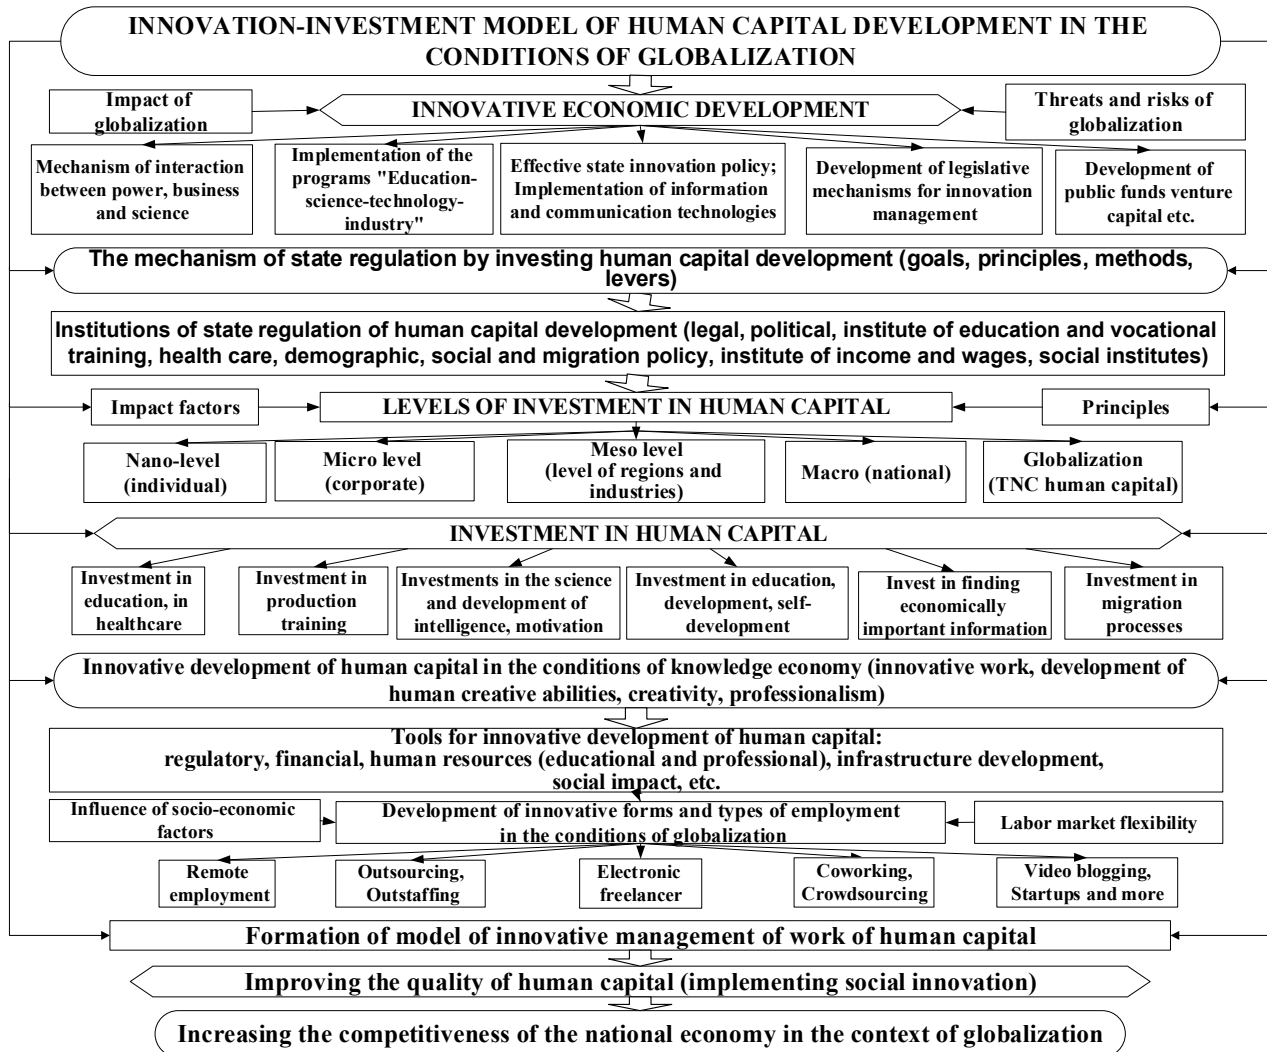 INNOVATION-INVESTMENT MODEL OF HUMAN CAPITAL DEVELOPMENT IN THE
CONDITIONS OF GLOBALIZATION
Impact of
globalization
INNOVATIVE ECONOMIC DEVELOPMENT
Threats and risks of
globalization
Mechanism of interaction
between power, business
and science
Implementation of the
programs "Education-
science-technology-
industry"
Effective state innovation policy;
Implementation of information
and communication technologies
Development of legislative
mechanisms for innovation
management
Development of
public funds venture
capital etc.
The mechanism of state regulation by investing human capital development (goals, principles, methods,
levers)
Institutions of state regulation of human capital development (legal, political, institute of education and vocational
training, health care, demographic, social and migration policy, institute of income and wages, social institutes)
Impact factors
LEVELS OF INVESTMENT IN HUMAN CAPITAL
Principles
Nano-level
(individual)
Micro level
(corporate)
Meso level
(level of regions and
industries)
Macro (national)
Globalization
(TNC human capital)
INVESTMENT IN HUMAN CAPITAL
Investment in
education, in
healthcare
Investment in
production
training
Investments in the science
and development of
intelligence, motivation
Investment in education,
development, self-
development
Invest in finding
economically
important information
Investment in
migration
processes
Innovative development of human capital in the conditions of knowledge economy (innovative work, development of
human creative abilities, creativity, professionalism)
Tools for innovative development of human capital:
regulatory, financial, human resources (educational and professional), infrastructure development,
social impact, etc.
Influence of socio-economic
factors
Development of innovative forms and types of employment
in the conditions of globalization
Labor market flexibility
Remote
employment
Outsourcing,
Outstaffing
Electronic
freelancer
Coworking,
Crowdsourcing
Video blogging,
Startups and more
Formation of model of innovative management of work of human capital
Improving the quality of human capital (implementing social innovation)
Increasing the competitiveness of the national economy in the context of globalization